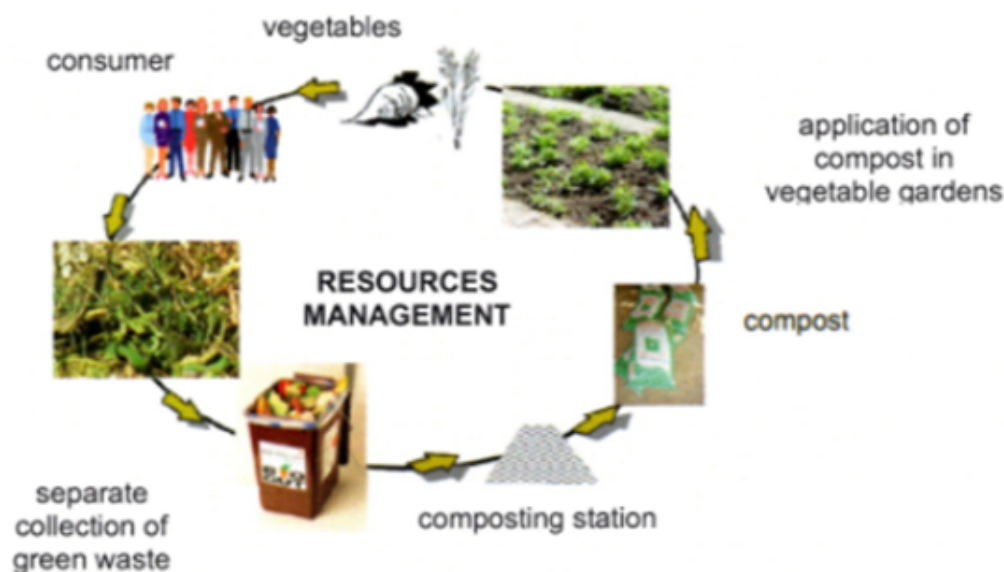 vegetables
consumer
application of
compost in
vegetable gardens
RESOURCES
MANAGEMENT
compost
separate
collection of
green waste
composting station